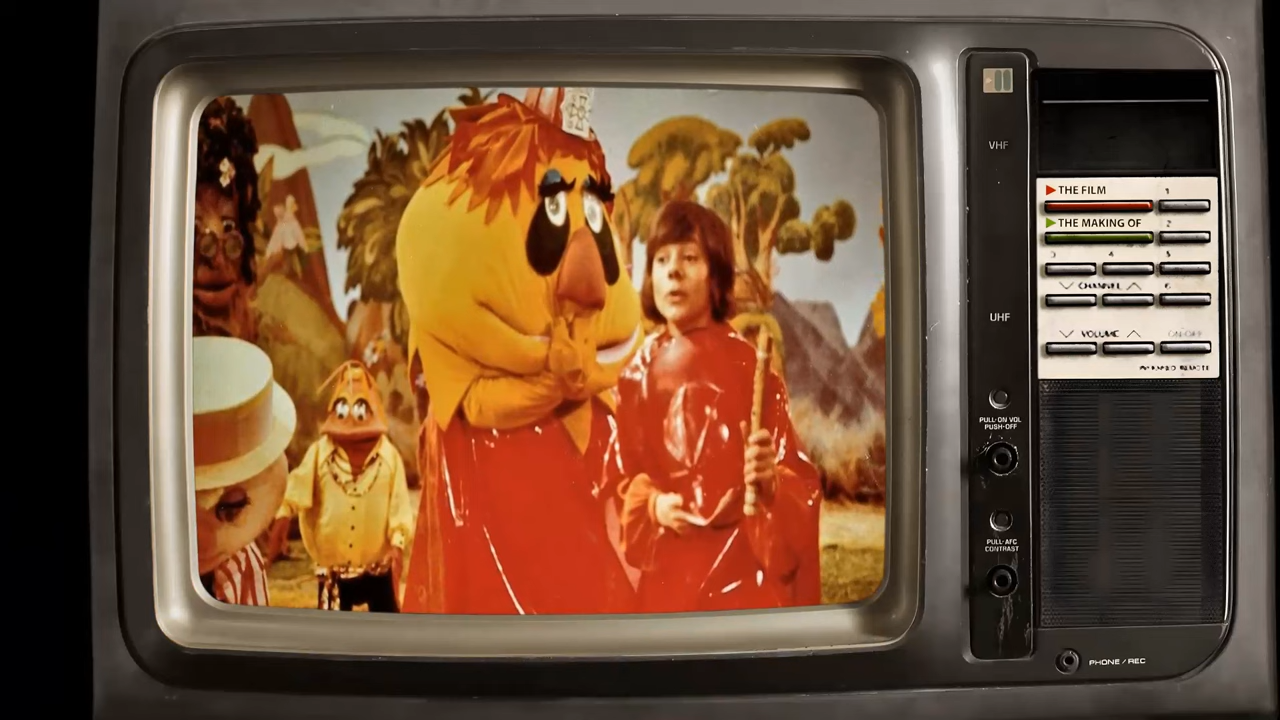 VHF
UHF
PULL-ON VOL
PUSH-OFF
PULL-AFC
CONTRAST
THE FILM 1
THE MAKING OF 2
3 4 5
CHANNEL 6
VOLUME ON-OFF
PHONE / REC